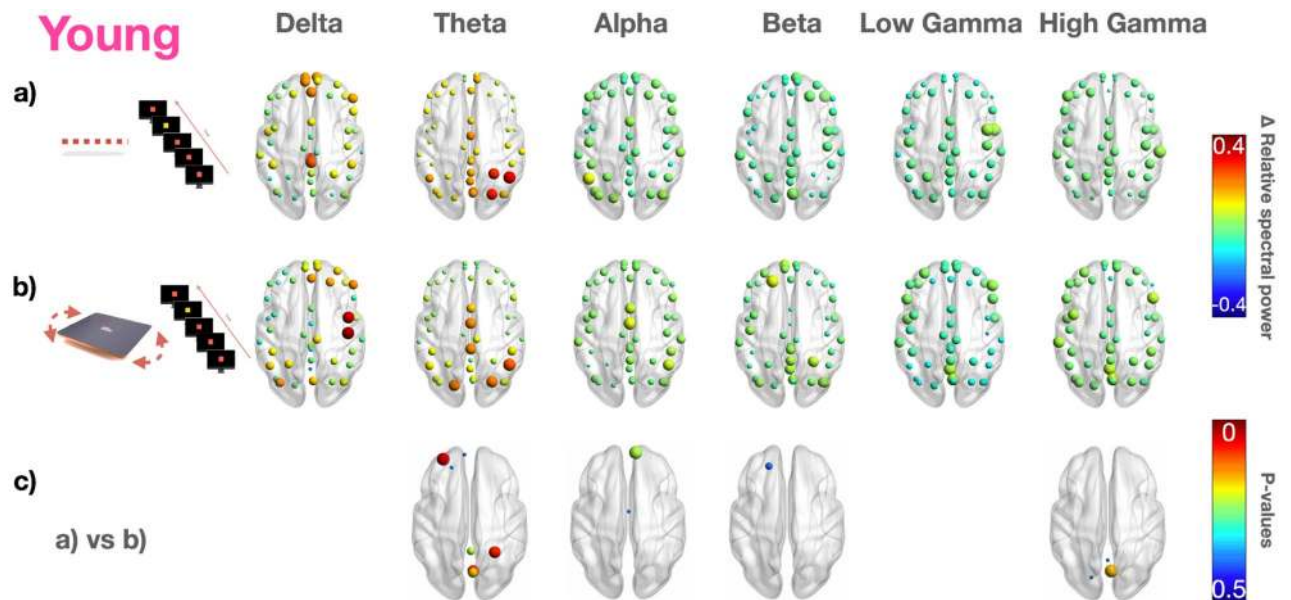 Young
Delta
Theta
Alpha
Beta
Low Gamma
High Gamma
a)
0.4
-0.4
Δ Relative spectral power
b)
c)
a) vs b)
0
0.5
P-values